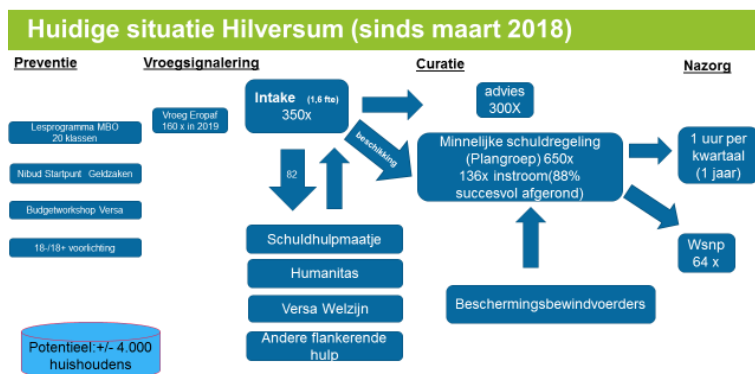 Huidige situatie Hilversum (sinds maart 2018)
Preventie
Vroegsignalering
Curatie
Nazorg
Lesprogramma MBO
20 klassen
Nibud Startpunt Geldzaken
Budgetworkshop Versa
18-/18+ voorlichting
Potentieel:+/- 4.000
huishoudens
Vroeg Eropaf
160 x in 2019
Intake (1,6 fte)
350x
beschikking
82
Schuldhulpmaatje
Humanitas
Versa Welzijn
Andere flankerende
hulp
advies
300X
Minnelijke schuldregeling
(Plangroep) 650x
136x instroom(88%
succesvol afgerond)
Beschermingsbewindvoerders
1 uur per
kwartaal
(1 jaar)
Wsnp
64 x